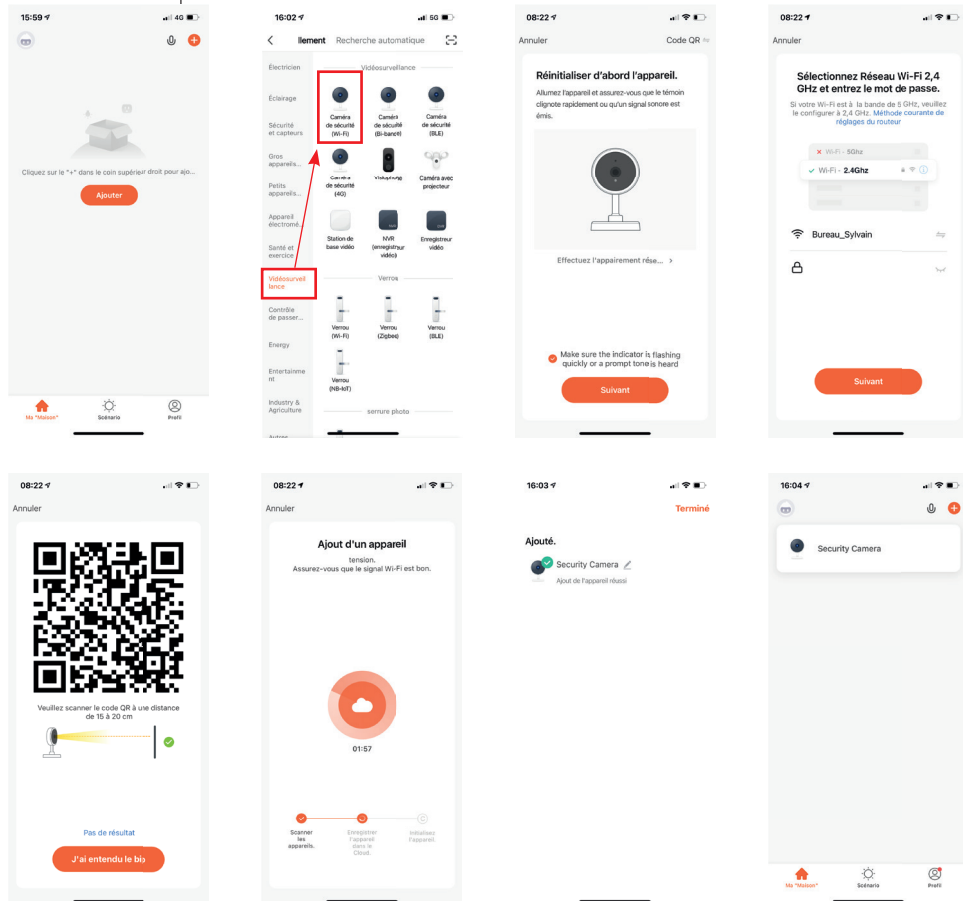 15:59
4G
Cliquez sur le "+" dans le coin supérieur droit pour ajo...
Ajouter
Ma "Maison"
Scénario
Profil
16:02
5G
llement
Recherche automatique
Électricien
Éclairage
Sécurité
et capteurs
Gros
appareils...
Petits
appareils...
Appareil
électromé...
Santé et
exercice
Vidéosurveil
lance
Contrôle
de passer...
Energy
Entertainme
nt
Industry &
Agriculture
Autres
Vidéosurveillance
Caméra
de sécurité
(Wi-Fi)
Caméra
de sécurité
(Bi-bande)
Caméra
de sécurité
(BLE)
Caméra
de sécurité
(4G)
Visiophone
Caméra avec
projecteur
Station de
base vidéo
NVR
(enregistreur
vidéo)
Enregistreur
vidéo
Verrou
Verrou
(Wi-Fi)
Verrou
(Zigbee)
Verrou
(BLE)
Verrou
(NB-IoT)
serrure photo
08:22
Annuler
Code QR
Réinitialiser d'abord l'appareil.
Allumez l'appareil et assurez-vous que le témoin
clignote rapidement ou qu'un signal sonore est
émis.
Effectuez l'appairement rése... >
Make sure the indicator is flashing
quickly or a prompt tone is heard
Suivant
08:22
Annuler
Sélectionnez Réseau Wi-Fi 2,4
GHz et entrez le mot de passe.
Si votre Wi-Fi est à la bande de 5 GHz, veuillez
le configurer à 2,4 GHz. Méthode courante de
réglages du routeur
Wi-Fi - 5Ghz
Wi-Fi - 2.4Ghz
Bureau_Sylvain
Suivant
08:22
Annuler
Veuillez scanner le code QR à une distance
de 15 à 20 cm
Pas de résultat
J'ai entendu le bip
08:22
Annuler
Ajout d'un appareil
tension.
Assurez-vous que le signal Wi-Fi est bon.
01:57
Scanner
les
appareils.
Enregistrer
l'appareil
dans le
Cloud.
Initialisez
l'appareil
16:03
Terminé
Ajouté.
Security Camera
Ajout de l'appareil réussi
16:04
Security Camera
Ma "Maison"
Scénario
Profil